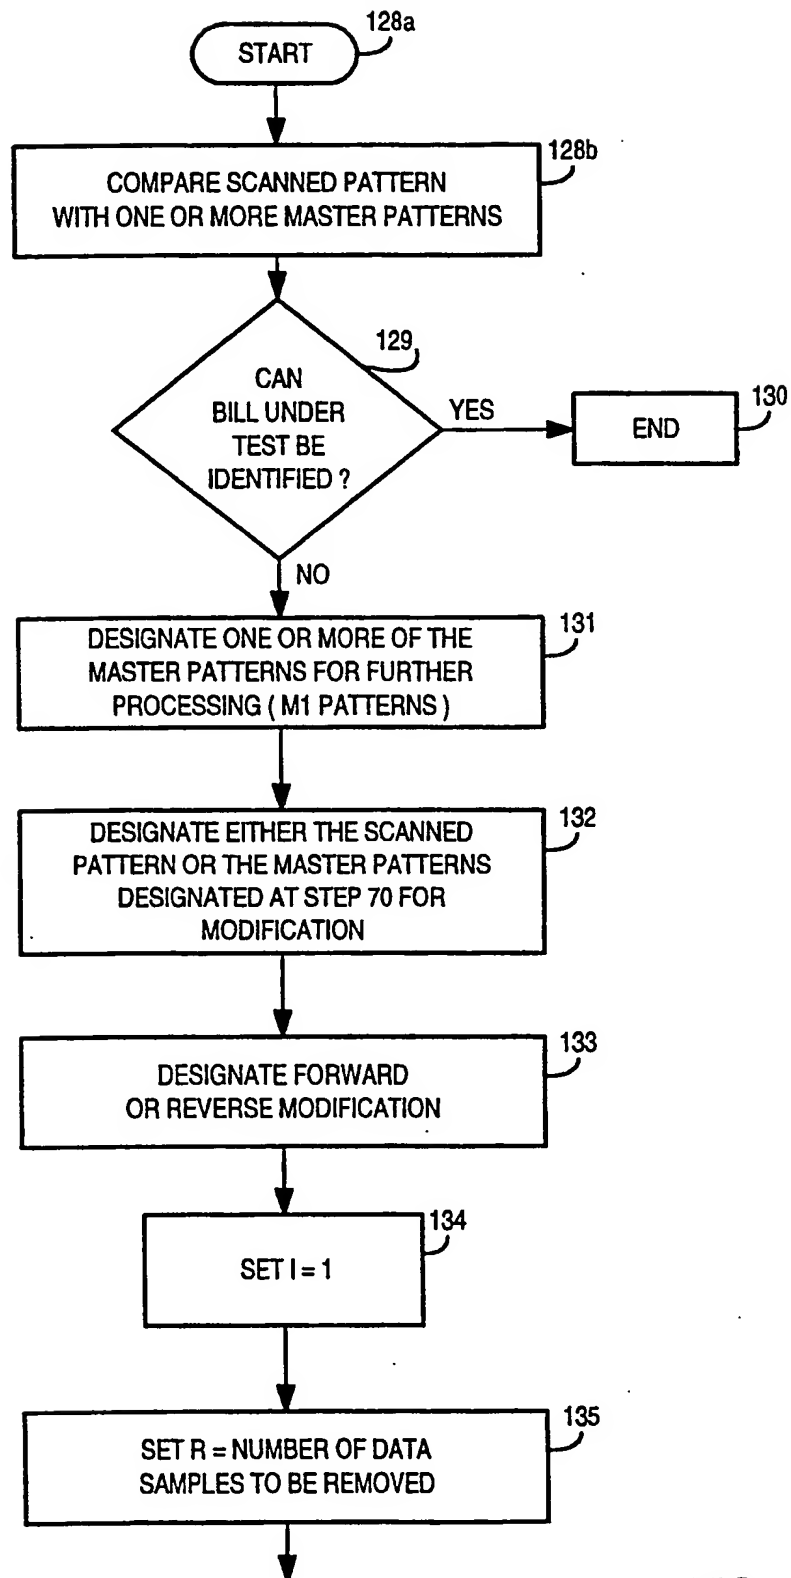 128a
START
128b
COMPARE SCANNED PATTERN
WITH ONE OR MORE MASTER PATTERNS
129
CAN
BILL UNDER
TEST BE
IDENTIFIED ?
YES
130
END
NO
131
DESIGNATE ONE OR MORE OF THE
MASTER PATTERNS FOR FURTHER
PROCESSING ( M1 PATTERNS )
132
DESIGNATE EITHER THE SCANNED
PATTERN OR THE MASTER PATTERNS
DESIGNATED AT STEP 70 FOR
MODIFICATION
133
DESIGNATE FORWARD
OR REVERSE MODIFICATION
134
SET I = 1
135
SET R = NUMBER OF DATA
SAMPLES TO BE REMOVED